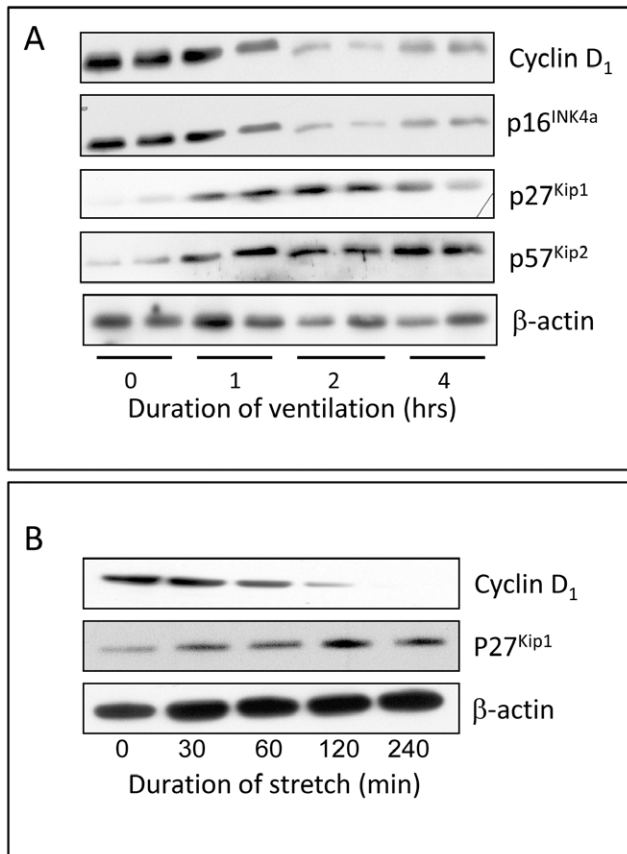 A
Cyclin D₁
p16ᴵᴺᴷ⁴ᵃ
p27ᴷⁱᵖ¹
p57ᴷⁱᵖ²
β-actin
0 1 2 4
Duration of ventilation (hrs)
B
Cyclin D₁
P27ᴷⁱᵖ¹
β-actin
0 30 60 120 240
Duration of stretch (min)